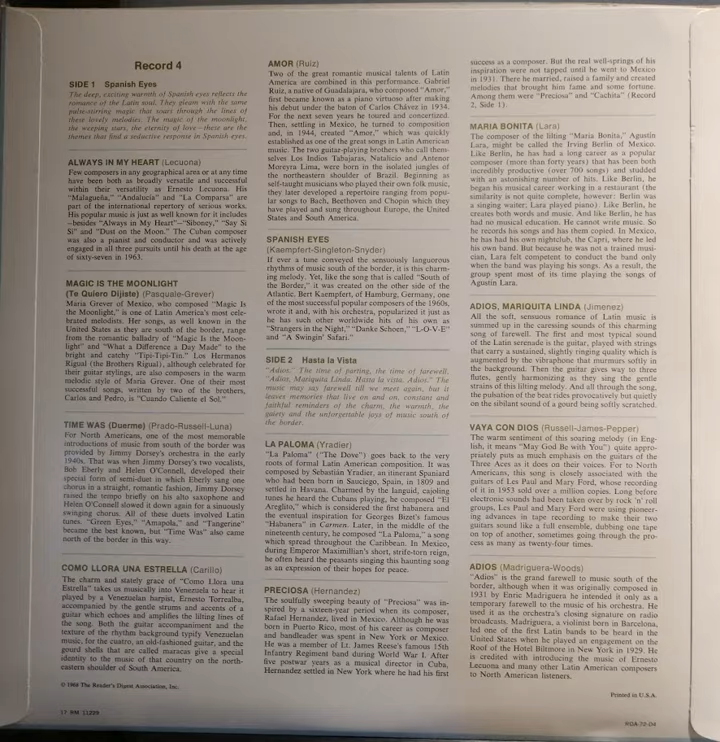 Record 4
SIDE 1 Spanish Eyes
The deep, exciting warmth of Spanish eyes reflects the
romance of the Latin soul. They gleam with the same
pulse-stirring magic that soars through the lines of
these lovely melodies. The magic of the moonlight,
the weeping stars, the eternity of love—these are the
themes that find a seductive response in Spanish eyes.
ALWAYS IN MY HEART (Lecuona)
Few composers in any geographical area or at any time
have been both as broadly versatile and successful
within their versatility as Ernesto Lecuona. His
"Malagueña," "Andalucía" and "La Comparsa" are
part of the international repertory of serious works.
His popular music is just as well known for it includes
—besides "Always in My Heart"—"Siboney," "Say Si
Si" and "Dust on the Moon." The Cuban composer
was also a pianist and conductor and was actively
engaged in all three pursuits until his death at the age
of sixty-seven in 1963.
MAGIC IS THE MOONLIGHT
(Te Quiero Dijiste) (Pasquale-Grever)
Maria Grever of Mexico, who composed "Magic Is
the Moonlight," is one of Latin America's most cele-
brated melodists. Her songs, as well known in the
United States as they are south of the border, range
from the romantic balladry of "Magic Is the Moon-
light" and "What a Difference a Day Made" to the
bright and catchy "Tipi-Tipi-Tin." Los Hermanos
Rigual (the Brothers Rigual), although celebrated for
their guitar stylings, are also composers in the warm
melodic style of Maria Grever. One of their most
successful songs, written by two of the brothers,
Carlos and Pedro, is "Cuando Caliente el Sol."
TIME WAS (Duerme) (Prado-Russell-Luna)
For North Americans, one of the most memorable
introductions of music from south of the border was
provided by Jimmy Dorsey's orchestra in the early
1940s. That was when Jimmy Dorsey's two vocalists,
Bob Eberly and Helen O'Connell, developed their
special form of semi-duet in which Eberly sang one
chorus in a straight, romantic fashion, Jimmy Dorsey
raised the tempo briefly on his alto saxophone and
Helen O'Connell slowed it down again for a sinuously
swinging chorus. All of these duets involved Latin
tunes. "Green Eyes," "Amapola," and "Tangerine"
became the best known, but "Time Was" also came
north of the border in this way.
COMO LLORA UNA ESTRELLA (Carillo)
The charm and stately grace of "Como Llora una
Estrella" takes us musically into Venezuela to hear it
played by a Venezuelan harpist, Ernesto Torrealba,
accompanied by the gentle strums and accents of a
guitar which echoes and amplifies the lilting lines of
the song. Both the guitar accompaniment and the
texture of the rhythm background typify Venezuelan
music, for the cuatro, an old-fashioned guitar, and the
gourd shells that are called maracas give a special
identity to the music of that country on the north-
eastern shoulder of South America.
© 1968 The Reader's Digest Association, Inc.
AMOR (Ruiz)
Two of the great romantic musical talents of Latin
America are combined in this performance. Gabriel
Ruiz, a native of Guadalajara, who composed "Amor,"
first became known as a piano virtuoso after making
his debut under the baton of Carlos Chávez in 1934.
For the next seven years he toured and concertized.
Then, settling in Mexico, he turned to composition
and, in 1944, created "Amor," which was quickly
established as one of the great songs in Latin American
music. The two guitar-playing brothers who call them-
selves Los Indios Tabajaras, Natalicio and Antenor
Moreyra Lima, were born in the isolated jungles of
the northeastern shoulder of Brazil. Beginning as
self-taught musicians who played their own folk music,
they later developed a repertoire ranging from popu-
lar songs to Bach, Beethoven and Chopin which they
have played and sung throughout Europe, the United
States and South America.
SPANISH EYES
(Kaempfert-Singleton-Snyder)
If ever a tune conveyed the sensuously languorous
rhythms of music south of the border, it is this charm-
ing melody. Yet, like the song that is called "South of
the Border," it was created on the other side of the
Atlantic. Bert Kaempfert, of Hamburg, Germany, one
of the most successful popular composers of the 1960s,
wrote it and, with his orchestra, popularized it just as
he has such other worldwide hits of his own as
"Strangers in the Night," "Danke Schoen," "L-O-V-E"
and "A Swingin' Safari."
SIDE 2 Hasta la Vista
"Adios." The time of parting, the time of farewell.
"Adios, Mariquita Linda. Hasta la vista. Adios." The
music may say farewell till we meet again, but it
leaves memories that live on and on, constant and
faithful reminders of the charm, the warmth, the
gaiety and the unforgettable joys of music south of
the border.
LA PALOMA (Yradier)
"La Paloma" ("The Dove") goes back to the very
roots of formal Latin American composition. It was
composed by Sebastián Yradier, an itinerant Spaniard
who had been born in Sauciego, Spain, in 1809 and
settled in Havana. Charmed by the languid, cajoling
tunes he heard the Cubans playing, he composed "El
Areglito," which is considered the first habanera and
the eventual inspiration for Georges Bizet's famous
"Habanera" in Carmen. Later, in the middle of the
nineteenth century, he composed "La Paloma," a song
which spread throughout the Caribbean. In Mexico,
during Emperor Maximillian's short, strife-torn reign,
he often heard the peasants singing this haunting song
as an expression of their hopes for peace.
PRECIOSA (Hernandez)
The soulfully sweeping beauty of "Preciosa" was in-
spired by a sixteen-year period when its composer,
Rafael Hernandez, lived in Mexico. Although he was
born in Puerto Rico, most of his career as composer
and bandleader was spent in New York or Mexico.
He was a member of Lt. James Reese's famous 15th
Infantry Regiment band during World War I. After
five postwar years as a musical director in Cuba,
Hernandez settled in New York where he had his first
success as a composer. But the real well-springs of his
inspiration were not tapped until he went to Mexico
in 1931. There he married, raised a family and created
melodies that brought him fame and some fortune.
Among them were "Preciosa" and "Cachita" (Record
2, Side 1).
MARIA BONITA (Lara)
The composer of the lilting "Maria Bonita," Agustin
Lara, might be called the Irving Berlin of Mexico.
Like Berlin, he has had a long career as a popular
composer (more than forty years) that has been both
incredibly productive (over 700 songs) and studded
with an astonishing number of hits. Like Berlin, he
began his musical career working in a restaurant (the
similarity is not quite complete, however: Berlin was
a singing waiter; Lara played piano). Like Berlin, he
creates both words and music. And like Berlin, he has
had no musical education. He cannot write music. So
he records his songs and has them copied. In Mexico,
he has had his own nightclub, the Capri, where he led
his own band. But because he was not a trained musi-
cian, Lara felt competent to conduct the band only
when the band was playing his songs. As a result, the
group spent most of its time playing the songs of
Agustin Lara.
ADIOS, MARIQUITA LINDA (Jimenez)
All the soft, sensuous romance of Latin music is
summed up in the caressing sounds of this charming
song of farewell. The first and most typical sound
of the Latin serenade is the guitar, played with strings
that carry a sustained, slightly ringing quality which is
augmented by the vibraphone that murmurs softly in
the background. Then the guitar gives way to three
flutes, gently harmonizing as they sing the gentle
strains of this lilting melody. And all through the song,
the pulsation of the beat rides provocatively but quietly
on the sibilant sound of a gourd being softly scratched.
VAYA CON DIOS (Russell-James-Pepper)
The warm sentiment of this soaring melody (in Eng-
lish, it means "May God Be with You") quite appro-
priately puts as much emphasis on the guitars of the
Three Aces as it does on their voices. For to North
Americans, this song is closely associated with the
guitars of Les Paul and Mary Ford, whose recording
of it in 1953 sold over a million copies. Long before
electronic sounds had been taken over by rock 'n' roll
groups, Les Paul and Mary Ford were using pioneer-
ing advances in tape recording to make their two
guitars sound like a full ensemble, dubbing one tape
on top of another, sometimes going through the pro-
cess as many as twenty-four times.
ADIOS (Madriguera-Woods)
"Adios" is the grand farewell to music south of the
border, although when it was originally composed in
1931 by Enric Madriguera he intended it only as a
temporary farewell to the music of his orchestra. He
used it as the orchestra's closing signature on radio
broadcasts. Madriguera, a violinist born in Barcelona,
led one of the first Latin bands to be heard in the
United States when he played an engagement on the
Roof of the Hotel Biltmore in New York in 1929. He
is credited with introducing the music of Ernesto
Lecuona and many other Latin American composers
to North American listeners.
Printed in U.S.A.
17 RM 11209
RDA 72-D4